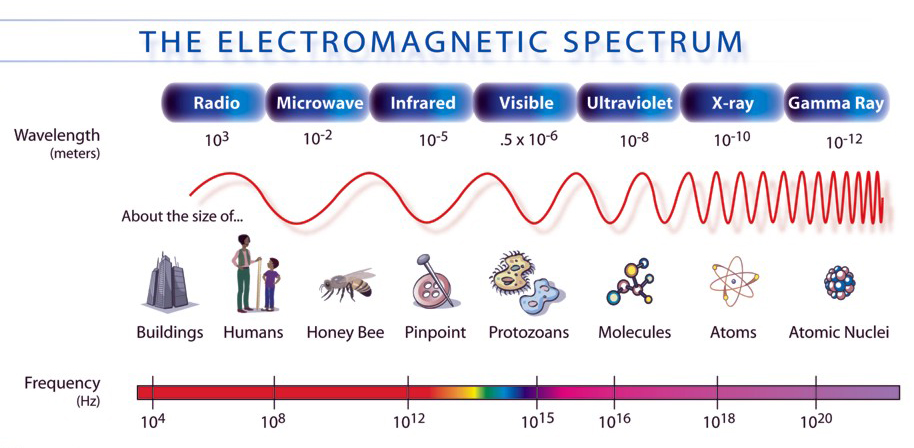 THE ELECTROMAGNETIC SPECTRUM
Radio Microwave Infrared Visible Ultraviolet X-ray Gamma Ray
Wavelength
(meters)
10³ 10⁻² 10⁻⁵ .5 x 10⁻⁶ 10⁻⁸ 10⁻¹⁰ 10⁻¹²
About the size of...
Buildings Humans Honey Bee Pinpoint Protozoans Molecules Atoms Atomic Nuclei
Frequency
(Hz)
10⁴ 10⁸ 10¹² 10¹⁵ 10¹⁶ 10¹⁸ 10²⁰